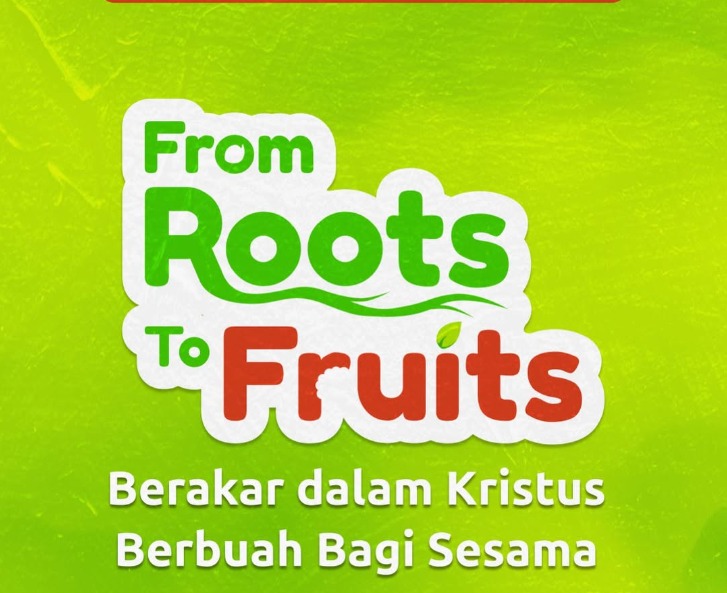 From
Roots
To Fruits
Berakar dalam Kristus
Berbuah Bagi Sesama